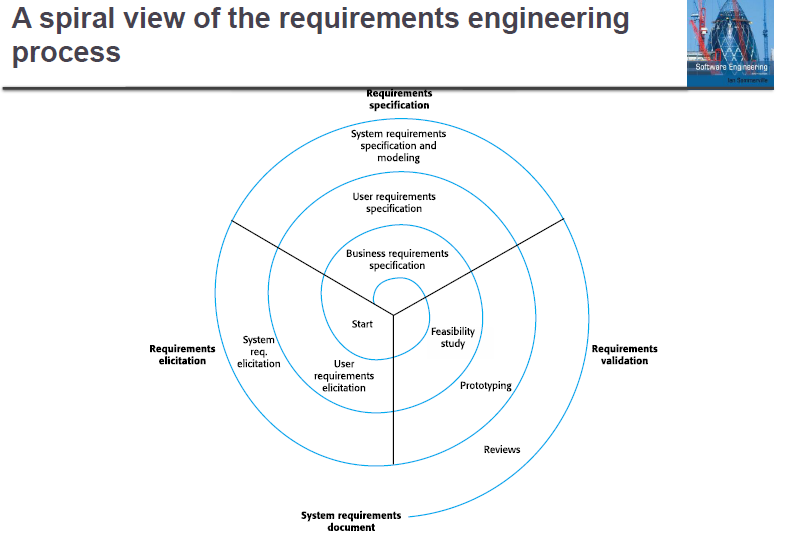 A spiral view of the requirements engineering
process
Software Engineering
Ian Sommerville
Requirements
specification
System requirements
specification and
modeling
User requirements
specification
Business requirements
specification
Start
Feasibility
study
System
req.
elicitation
User
requirements
elicitation
Requirements
elicitation
Requirements
validation
Prototyping
Reviews
System requirements
document